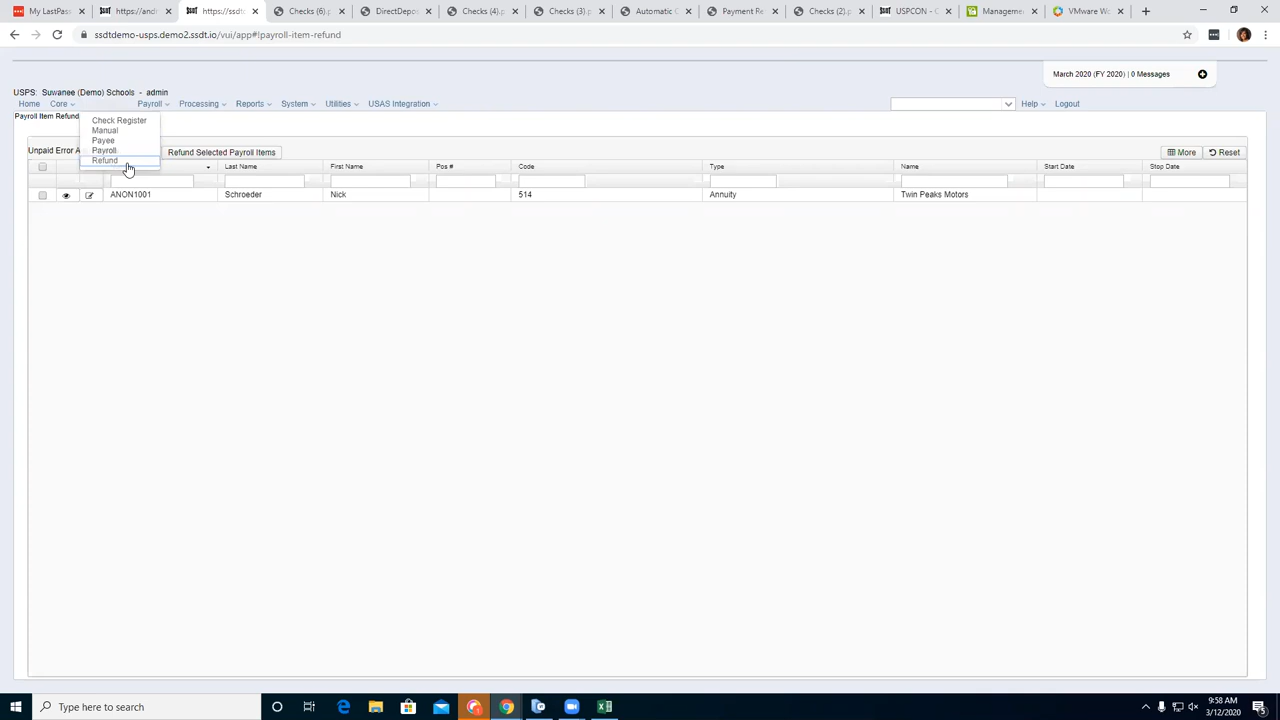 My LastPass
https://andr
https://ssdt
Checks (6).p
DirectDepos
Checks (4).p
Checks (3).p
Automatic C
Payment Re
Checks (2).p
USPCON - C
Manageme
VMware Wo
ssdtdemo-usps.demo2.ssdt.io/vui/app#!payroll-item-refund
March 2020 (FY 2020) | 0 Messages
USPS: Suwanee (Demo) Schools - admin
Home Core Payroll Processing Reports System Utilities USAS Integration Help Logout
Payroll Item Refund
Check Register
Manual
Payee
Payroll
Refund
Unpaid Error A
Refund Selected Payroll Items
More
Reset
Last Name First Name Pos # Code Type Name Start Date Stop Date
ANON1001 Schroeder Nick 514 Annuity Twin Peaks Motors
Type here to search
9:58 AM
3/12/2020
5